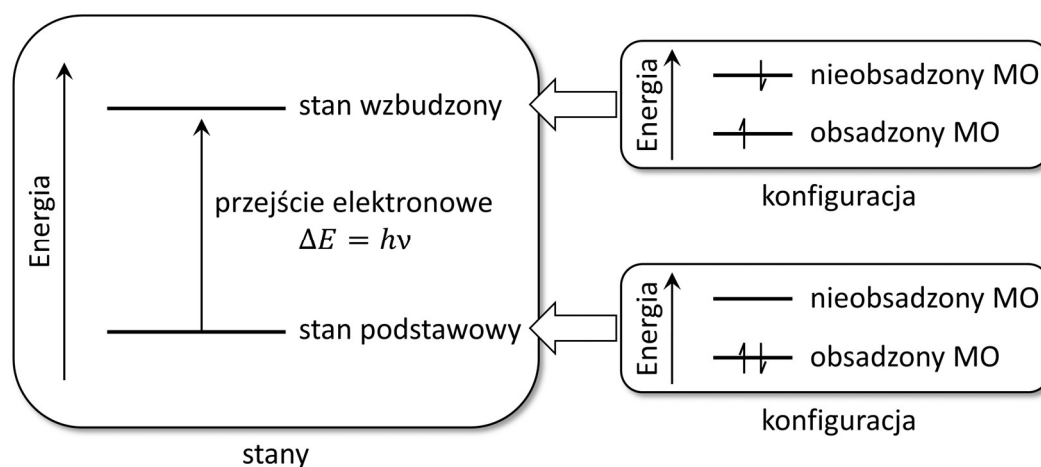 Energia
stan wzbudzony
przejście elektronowe
ΔE = hν
stan podstawowy
stany
Energia
nieobsadzony MO
obsadzony MO
konfiguracja
Energia
nieobsadzony MO
obsadzony MO
konfiguracja